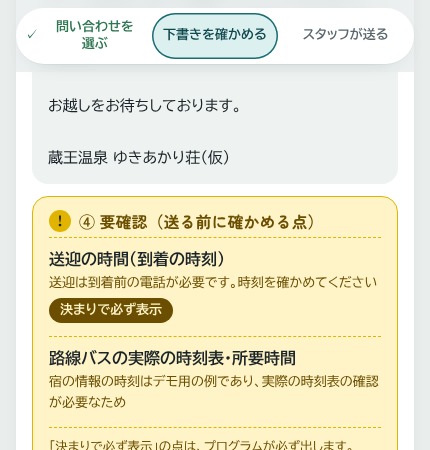 ✓ 問い合わせを
選ぶ
下書きを確かめる
スタッフが送る
お越しをお待ちしております。
蔵王温泉 ゆきあかり荘(仮)
! ④ 要確認（送る前に確かめる点）
送迎の時間(到着の時刻)
送迎は到着前の電話が必要です。時刻を確かめてください
決まりで必ず表示
路線バスの実際の時刻表・所要時間
宿の情報の時刻はデモ用の例であり、実際の時刻表の確認
が必要なため
「決まりで必ず表示」の点は、プログラムが必ず出します。